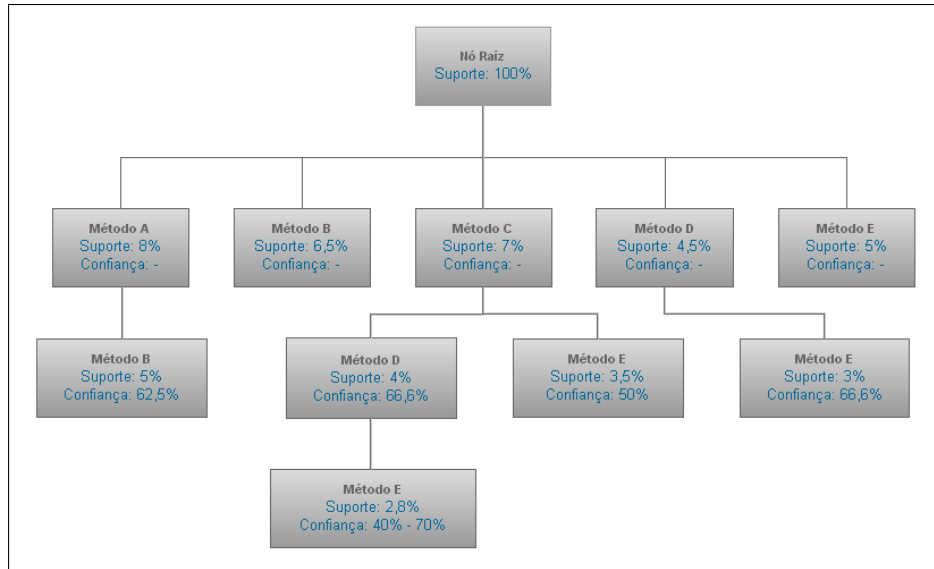 Nó Raíz
Suporte: 100%
Método A
Suporte: 8%
Confiança: -
Método B
Suporte: 6,5%
Confiança: -
Método C
Suporte: 7%
Confiança: -
Método D
Suporte: 4,5%
Confiança: -
Método E
Suporte: 5%
Confiança: -
Método B
Suporte: 5%
Confiança: 62,5%
Método D
Suporte: 4%
Confiança: 66,6%
Método E
Suporte: 3,5%
Confiança: 50%
Método E
Suporte: 3%
Confiança: 66,6%
Método E
Suporte: 2,8%
Confiança: 40% - 70%